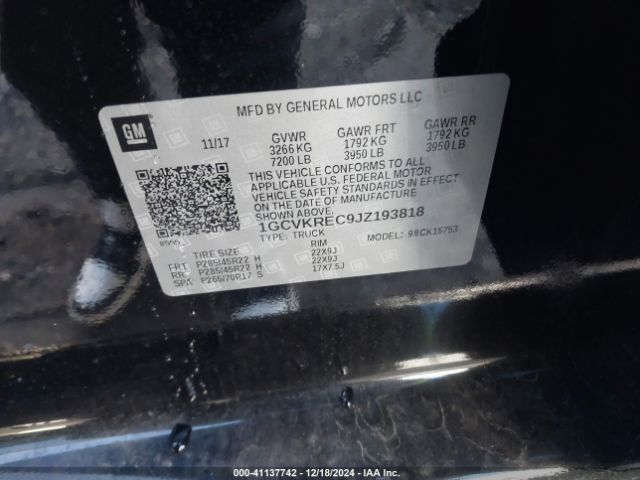 MFD BY GENERAL MOTORS LLC
GM
11/17 GVWR GAWR FRT GAWR RR
3266 KG 1792 KG 1792 KG
7200 LB 3950 LB 3950 LB
THIS VEHICLE CONFORMS TO ALL
APPLICABLE U.S. FEDERAL MOTOR
VEHICLE SAFETY STANDARDS IN EFFECT
ON THE DATE OF MANUFACTURE
SHOWN ABOVE.
1GCVKREC9JZ193818
TYPE: TRUCK MODEL: 98CK15753
TIRE SIZE RIM
FRT P285/45R22 H 22X9J
RR P285/45R22 H 22X9J
SPA P265/70R17 S 17X7.5J
000-41137742 - 12/18/2024 - IAA Inc.